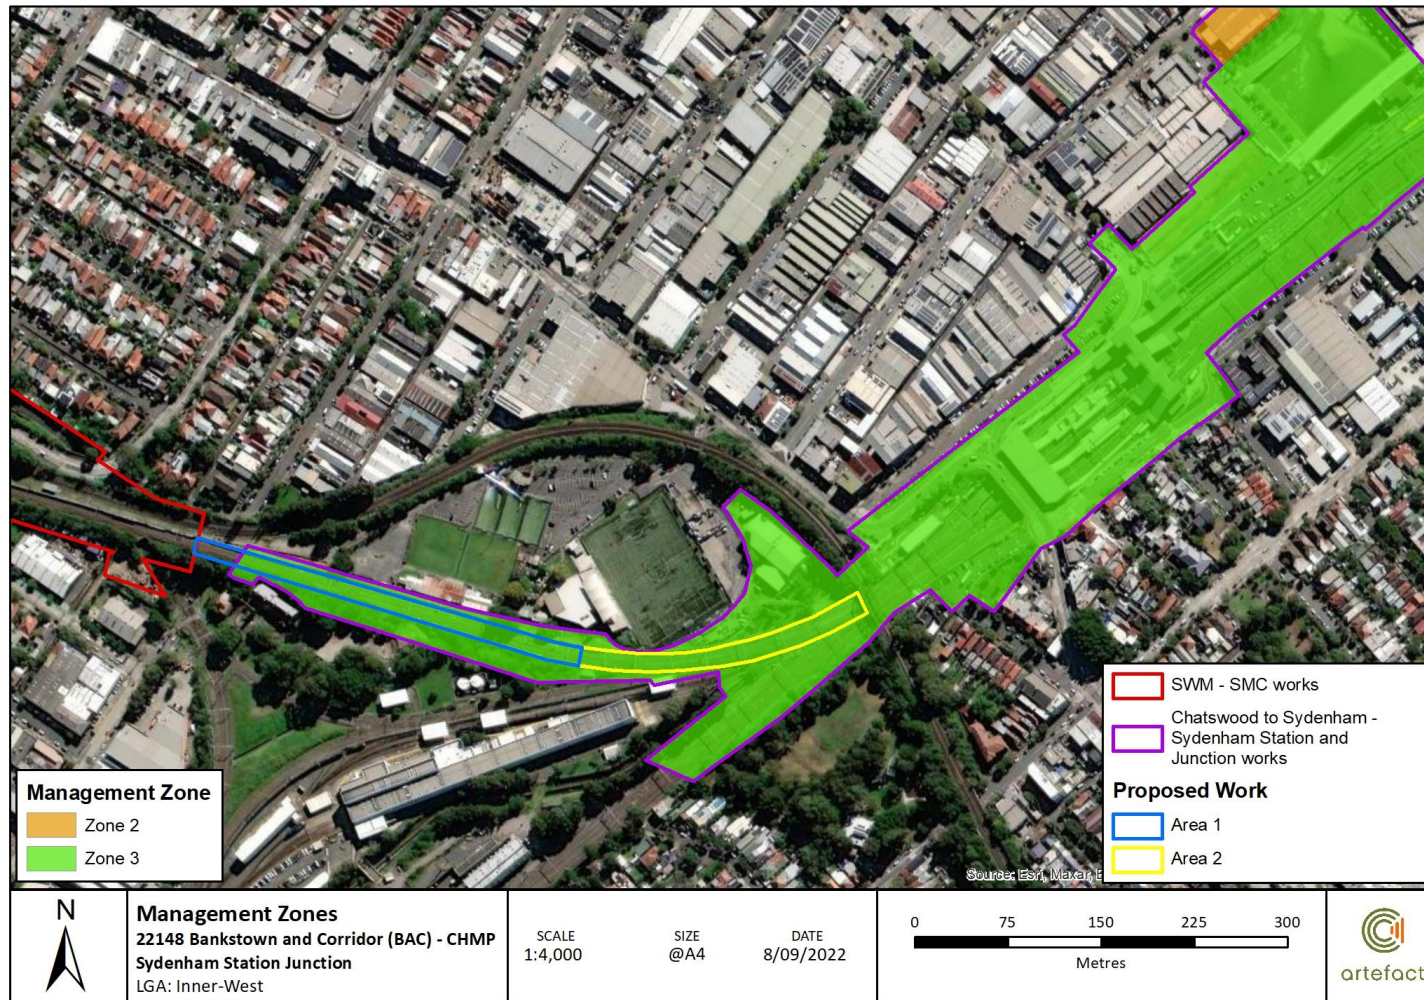 Source: Esri, Maxar, E
SWM - SMC works
Chatswood to Sydenham -
Sydenham Station and
Junction works
Proposed Work
Area 1
Area 2
Management Zone
Zone 2
Zone 3
N
Management Zones
22148 Bankstown and Corridor (BAC) - CHMP
Sydenham Station Junction
LGA: Inner-West
SCALE
1:4,000
SIZE
@A4
DATE
8/09/2022
0 75 150 225 300
Metres
artefact